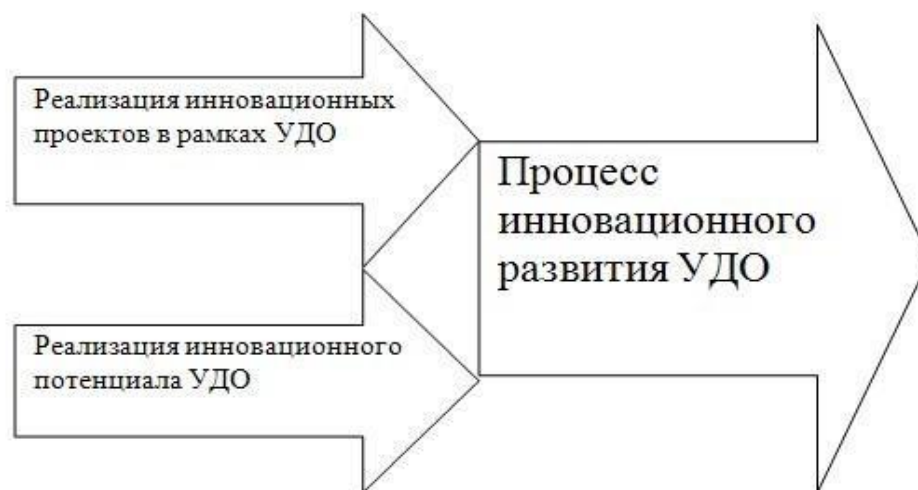 Реализация инновационных
проектов в рамках УДО
Процесс
инновационного
развития УДО
Реализация инновационного
потенциала УДО